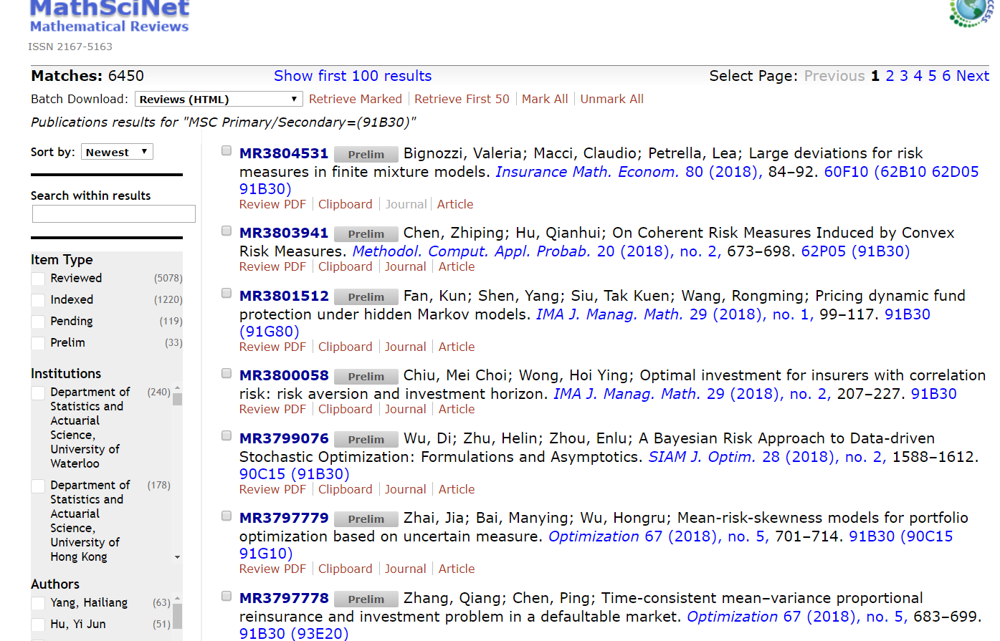 MathSciNet
Mathematical Reviews
ISSN 2167-5163
CCESS
Matches: 6450
Show first 100 results
Select Page: Previous 1 2 3 4 5 6 Next
Batch Download: Reviews (HTML) Retrieve Marked Retrieve First 50 Mark All Unmark All
Publications results for "MSC Primary/Secondary=(91B30)"
Sort by: Newest
Search within results
Item Type
Reviewed (5078)
Indexed (1220)
Pending (119)
Prelim (33)
Institutions
Department of (240)
Statistics and
Actuarial
Science,
University of
Waterloo
Department of (178)
Statistics and
Actuarial
Science,
University of
Hong Kong
Authors
Yang, Hailiang (63)
Hu, Yi Jun (51)
MR3804531 Prelim Bignozzi, Valeria; Macci, Claudio; Petrella, Lea; Large deviations for risk
measures in finite mixture models. Insurance Math. Econom. 80 (2018), 84–92. 60F10 (62B10 62D05
91B30)
Review PDF Clipboard Journal Article
MR3803941 Prelim Chen, Zhiping; Hu, Qianhui; On Coherent Risk Measures Induced by Convex
Risk Measures. Methodol. Comput. Appl. Probab. 20 (2018), no. 2, 673–698. 62P05 (91B30)
Review PDF Clipboard Journal Article
MR3801512 Prelim Fan, Kun; Shen, Yang; Siu, Tak Kuen; Wang, Rongming; Pricing dynamic fund
protection under hidden Markov models. IMA J. Manag. Math. 29 (2018), no. 1, 99–117. 91B30
(91G80)
Review PDF Clipboard Journal Article
MR3800058 Prelim Chiu, Mei Choi; Wong, Hoi Ying; Optimal investment for insurers with correlation
risk: risk aversion and investment horizon. IMA J. Manag. Math. 29 (2018), no. 2, 207–227. 91B30
Review PDF Clipboard Journal Article
MR3799076 Prelim Wu, Di; Zhu, Helin; Zhou, Enlu; A Bayesian Risk Approach to Data-driven
Stochastic Optimization: Formulations and Asymptotics. SIAM J. Optim. 28 (2018), no. 2, 1588–1612.
90C15 (91B30)
Review PDF Clipboard Journal Article
MR3797779 Prelim Zhai, Jia; Bai, Manying; Wu, Hongru; Mean-risk-skewness models for portfolio
optimization based on uncertain measure. Optimization 67 (2018), no. 5, 701–714. 91B30 (90C15
91G10)
Review PDF Clipboard Journal Article
MR3797778 Prelim Zhang, Qiang; Chen, Ping; Time-consistent mean–variance proportional
reinsurance and investment problem in a defaultable market. Optimization 67 (2018), no. 5, 683–699.
91B30 (93E20)